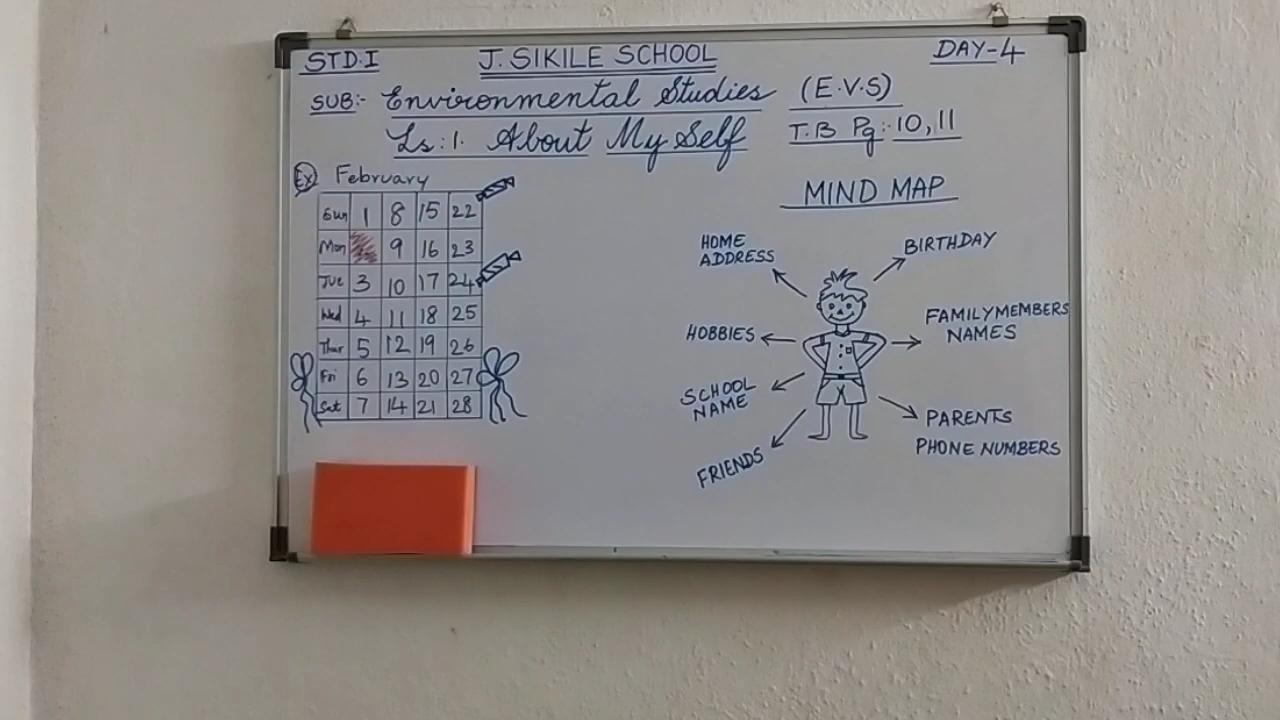 STD.I J. SIKILE SCHOOL DAY-4
SUB:- Environmental Studies (E.V.S)
Ls:1. About My Self T.B Pg:10,11
Ex February
Sun 1 8 15 22
Mon 9 16 23
Tue 3 10 17 24
Wed 4 11 18 25
Thur 5 12 19 26
Fri 6 13 20 27
Sat 7 14 21 28
MIND MAP
HOME
ADDRESS
BIRTHDAY
HOBBIES
FAMILYMEMBERS
NAMES
SCHOOL
NAME
PARENTS
PHONE NUMBERS
FRIENDS